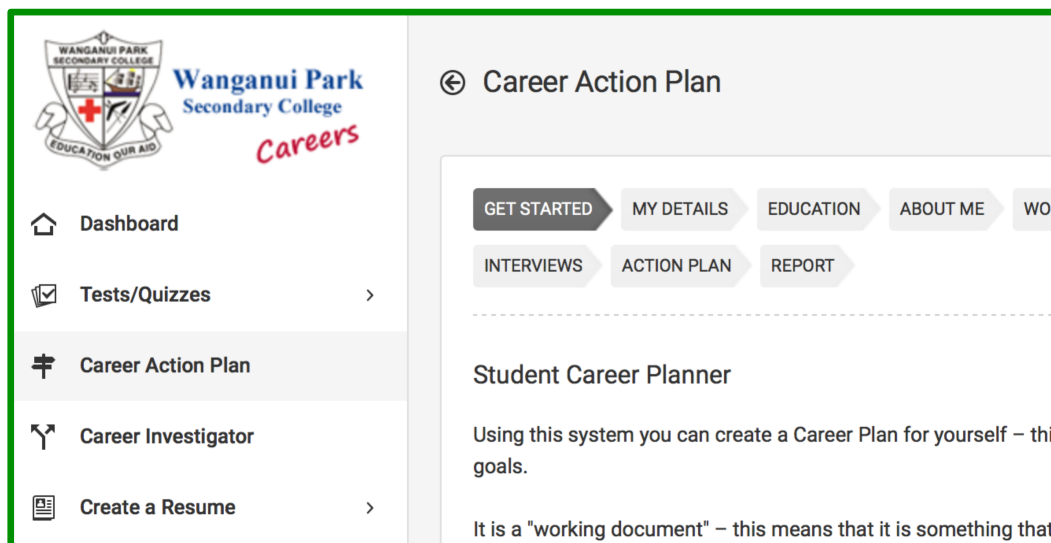 WANGANUI PARK
SECONDARY COLLEGE
EDUCATION OUR AID
Wanganui Park
Secondary College
Careers
Dashboard
Tests/Quizzes
Career Action Plan
Career Investigator
Create a Resume
Career Action Plan
GET STARTED MY DETAILS EDUCATION ABOUT ME WO
INTERVIEWS ACTION PLAN REPORT
Student Career Planner
Using this system you can create a Career Plan for yourself – thi
goals.
It is a "working document" – this means that it is something that